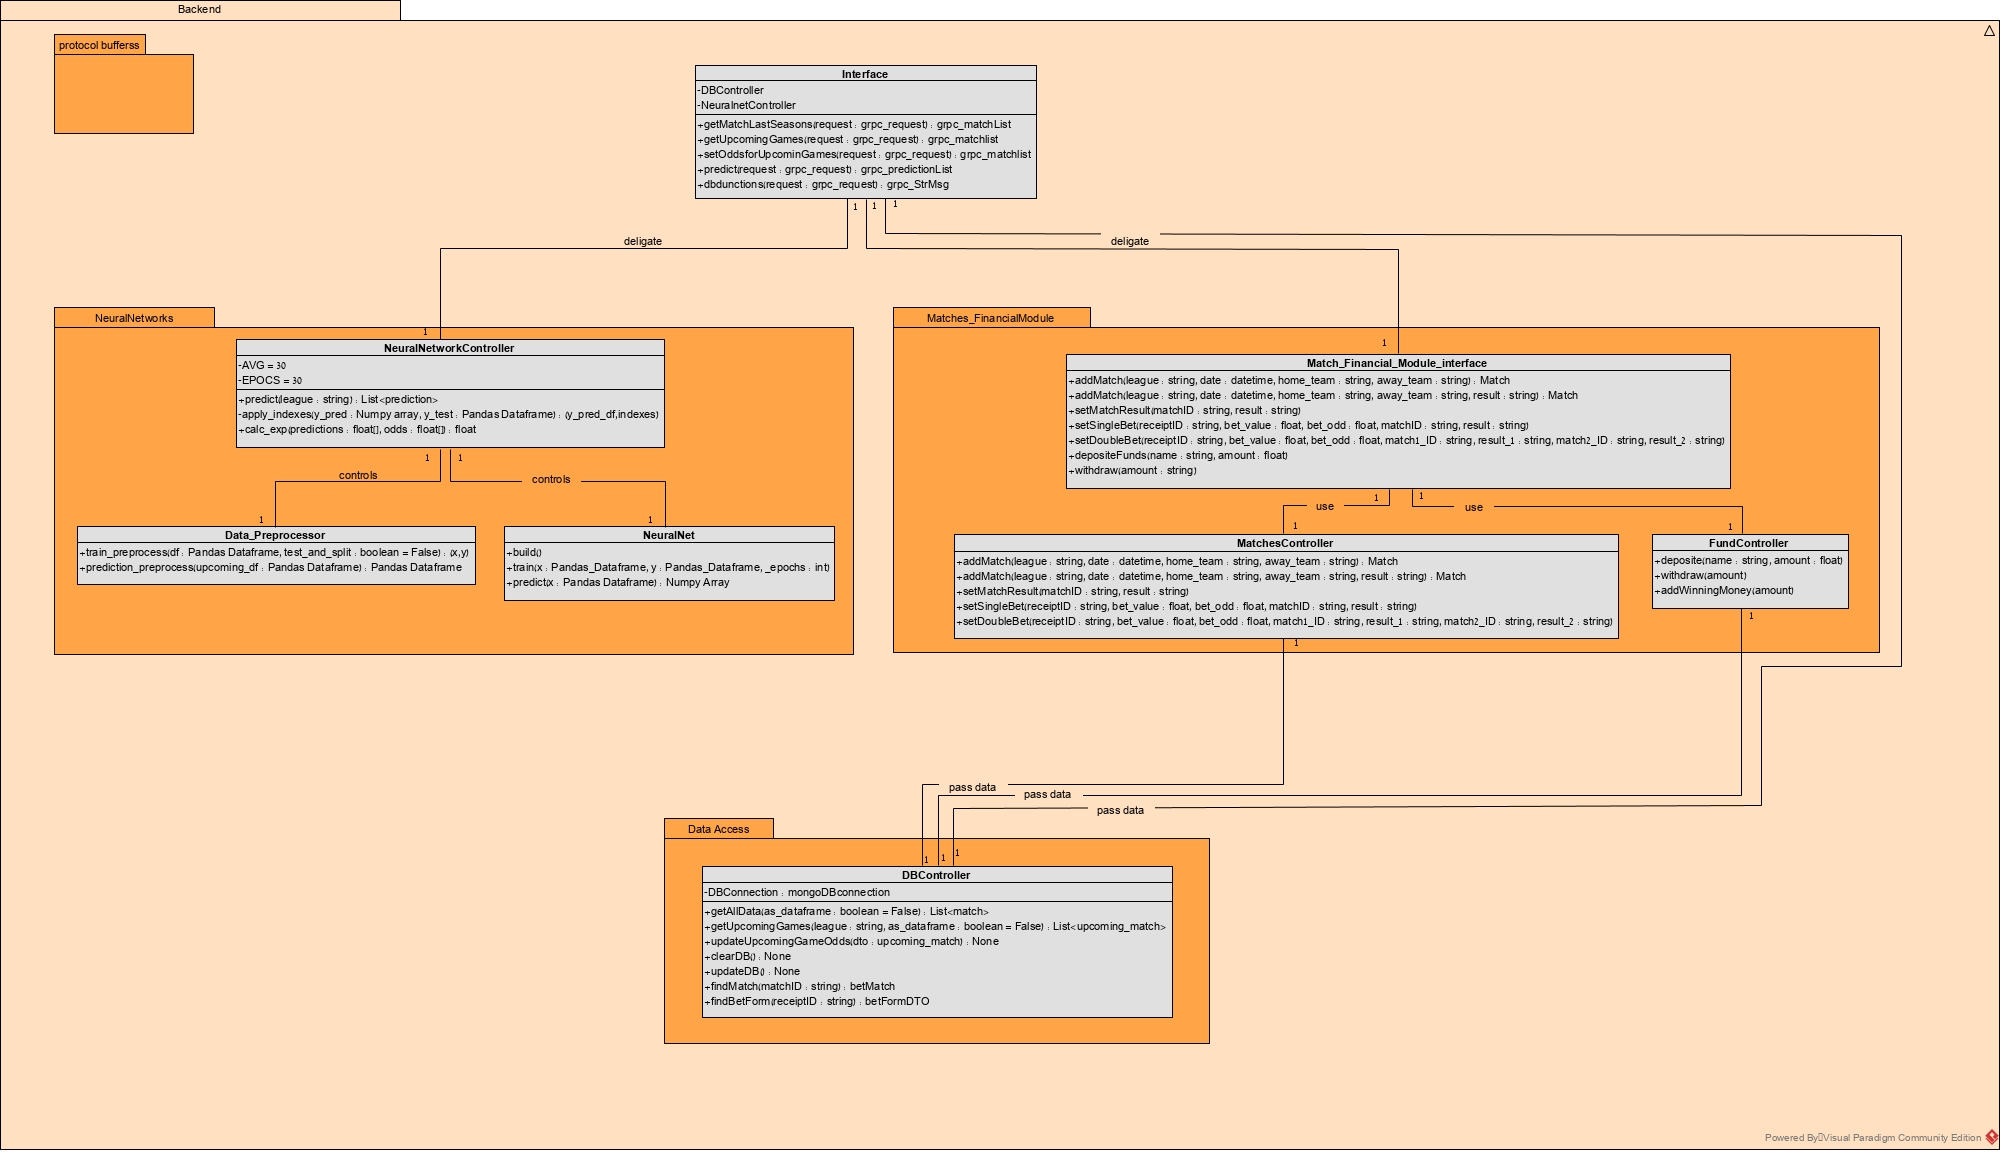 Backend
protocol bufferss
Interface
-DBController
-NeuralnetController
+getMatchLastSeasons(request : grpc_request) : grpc_matchList
+getUpcomingGames(request : grpc_request) : grpc_matchlist
+setOddsforUpcominGames(request : grpc_request) : grpc_matchlist
+predict(request : grpc_request) : grpc_predictionList
+dbdunctions(request : grpc_request) : grpc_StrMsg
1 1 1
deligate
deligate
NeuralNetworks
1
NeuralNetworkController
-AVG = 30
-EPOCS = 30
+predict(league : string) : List<prediction>
-apply_indexes(y_pred : Numpy array, y_test : Pandas Dataframe) : (y_pred_df,indexes)
+calc_exp(predictions : float[], odds : float[]) : float
1 1
controls
controls
1
1
Data_Preprocessor
+train_preprocess(df : Pandas Dataframe, test_and_split : boolean = False) : (x,y)
+prediction_preprocess(upcoming_df : Pandas Dataframe) : Pandas Dataframe
NeuralNet
+build()
+train(x : Pandas_Dataframe, y : Pandas_Dataframe, _epochs : int)
+predict(x : Pandas Dataframe) : Numpy Array
Matches_FinancialModule
1
Match_Financial_Module_interface
+addMatch(league : string, date : datetime, home_team : string, away_team : string) : Match
+addMatch(league : string, date : datetime, home_team : string, away_team : string, result : string) : Match
+setMatchResult(matchID : string, result : string)
+setSingleBet(receiptID : string, bet_value : float, bet_odd : float, matchID : string, result : string)
+setDoubleBet(receiptID : string, bet_value : float, bet_odd : float, match1_ID : string, result_1 : string, match2_ID : string, result_2 : string)
+depositeFunds(name : string, amount : float)
+withdraw(amount : string)
1 1
use
use
1
1
MatchesController
+addMatch(league : string, date : datetime, home_team : string, away_team : string) : Match
+addMatch(league : string, date : datetime, home_team : string, away_team : string, result : string) : Match
+setMatchResult(matchID : string, result : string)
+setSingleBet(receiptID : string, bet_value : float, bet_odd : float, matchID : string, result : string)
+setDoubleBet(receiptID : string, bet_value : float, bet_odd : float, match1_ID : string, result_1 : string, match2_ID : string, result_2 : string)
1
FundController
+deposite(name : string, amount : float)
+withdraw(amount)
+addWinningMoney(amount)
1
pass data
pass data
pass data
Data Access
1 1 1
DBController
-DBConnection : mongoDBconnection
+getAllData(as_dataframe : boolean = False) : List<match>
+getUpcomingGames(league : string, as_dataframe : boolean = False) : List<upcoming_match>
+updateUpcomingGameOdds(dto : upcoming_match) : None
+clearDB() : None
+updateDB() : None
+findMatch(matchID : string) : betMatch
+findBetForm(receiptID : string) : betFormDTO
Powered By▯Visual Paradigm Community Edition